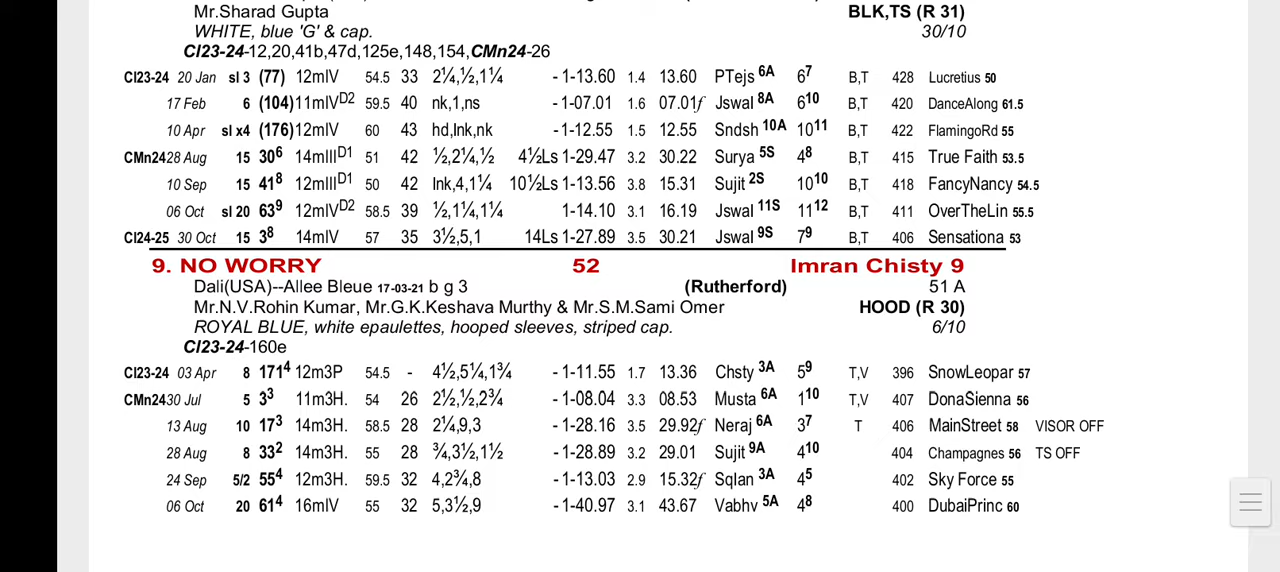 Mr.Sharad Gupta BLK,TS (R 31)
WHITE, blue 'G' & cap. 30/10
CI23-24-12,20,41b,47d,125e,148,154,CMn24-26
CI23-24 20 Jan sl 3 (77) 12mIV 54.5 33 2¼,½,1¼ - 1-13.60 1.4 13.60 PTejs 6A 6⁷ B,T 428 Lucretius 50
17 Feb 6 (104)11mIVD2 59.5 40 nk,1,ns - 1-07.01 1.6 07.01f Jswal 8A 6¹⁰ B,T 420 DanceAlong 61.5
10 Apr sl x4 (176)12mIV 60 43 hd,lnk,nk - 1-12.55 1.5 12.55 Sndsh 10A 10¹¹ B,T 422 FlamingoRd 55
CMn24 28 Aug 15 30⁶ 14mIIID1 51 42 ½,2¼,½ 4½Ls 1-29.47 3.2 30.22 Surya 5S 4⁸ B,T 415 True Faith 53.5
10 Sep 15 41⁸ 12mIIID1 50 42 lnk,4,1¼ 10½Ls 1-13.56 3.8 15.31 Sujit 2S 10¹⁰ B,T 418 FancyNancy 54.5
06 Oct sl 20 63⁹ 12mIVD2 58.5 39 ½,1¼,1¼ 1-14.10 3.1 16.19 Jswal 11S 11¹² B,T 411 OverTheLin 55.5
CI24-25 30 Oct 15 3⁸ 14mIV 57 35 3½,5,1 14Ls 1-27.89 3.5 30.21 Jswal 9S 7⁹ B,T 406 Sensationa 53
9. NO WORRY 52 Imran Chisty 9
Dali(USA)--Allee Bleue 17-03-21 b g 3 (Rutherford) 51 A
Mr.N.V.Rohin Kumar, Mr.G.K.Keshava Murthy & Mr.S.M.Sami Omer HOOD (R 30)
ROYAL BLUE, white epaulettes, hooped sleeves, striped cap. 6/10
CI23-24-160e
CI23-24 03 Apr 8 171⁴ 12m3P 54.5 - 4½,5¼,1¾ - 1-11.55 1.7 13.36 Chsty 3A 5⁹ T,V 396 SnowLeopar 57
CMn24 30 Jul 5 3³ 11m3H. 54 26 2½,½,2¾ - 1-08.04 3.3 08.53 Musta 6A 1¹⁰ T,V 407 DonaSienna 56
13 Aug 10 17³ 14m3H. 58.5 28 2¼,9,3 - 1-28.16 3.5 29.92f Neraj 6A 3⁷ T 406 MainStreet 58 VISOR OFF
28 Aug 8 33² 14m3H. 55 28 ¾,3½,1½ - 1-28.89 3.2 29.01 Sujit 9A 4¹⁰ 404 Champagnes 56 TS OFF
24 Sep 5/2 55⁴ 12m3H. 59.5 32 4,2¾,8 - 1-13.03 2.9 15.32f Sqlan 3A 4⁵ 402 Sky Force 55
06 Oct 20 61⁴ 16mIV 55 32 5,3½,9 - 1-40.97 3.1 43.67 Vabhv 5A 4⁸ 400 DubaiPrinc 60